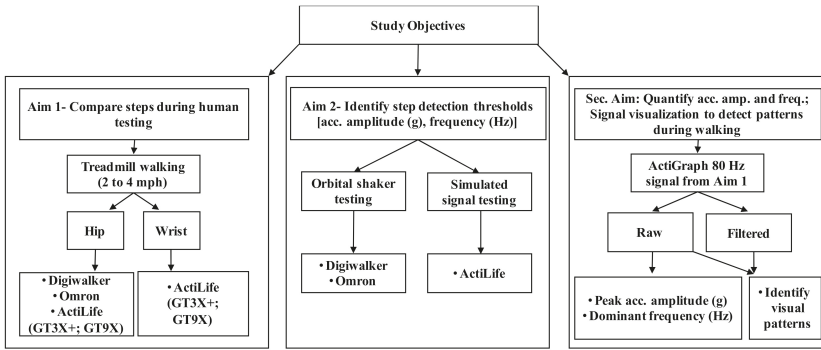 Study Objectives
Aim 1- Compare steps during human
testing
Treadmill walking
(2 to 4 mph)
Hip
Wrist
• Digiwalker
• Omron
• ActiLife
(GT3X+; GT9X)
• ActiLife
(GT3X+;
GT9X)
Aim 2- Identify step detection thresholds
[acc. amplitude (g), frequency (Hz)]
Orbital shaker
testing
Simulated
signal testing
• Digiwalker
• Omron
• ActiLife
Sec. Aim: Quantify acc. amp. and freq.;
Signal visualization to detect patterns
during walking
ActiGraph 80 Hz
signal from Aim 1
Raw
Filtered
• Peak acc. amplitude (g)
• Dominant frequency (Hz)
• Identify
visual
patterns